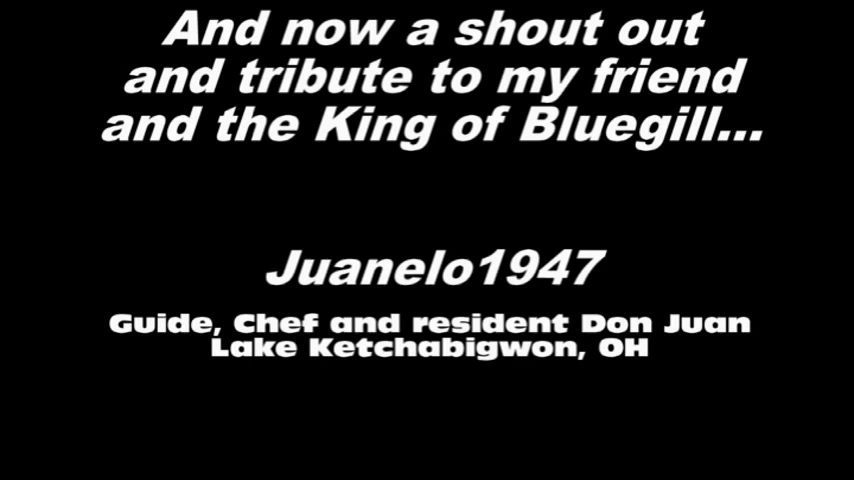 And now a shout out
and tribute to my friend
and the King of Bluegill...
Juanelo1947
Guide, Chef and resident Don Juan
Lake Ketchabigwon, OH